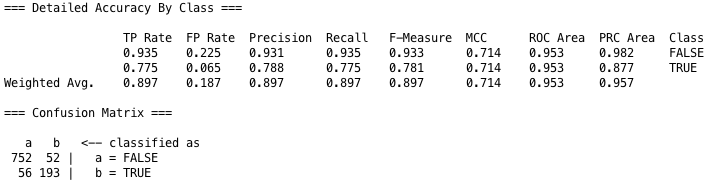 === Detailed Accuracy By Class ===
TP Rate FP Rate Precision Recall F-Measure MCC ROC Area PRC Area Class
0.935 0.225 0.931 0.935 0.933 0.714 0.953 0.982 FALSE
0.775 0.065 0.788 0.775 0.781 0.714 0.953 0.877 TRUE
Weighted Avg. 0.897 0.187 0.897 0.897 0.897 0.714 0.953 0.957
=== Confusion Matrix ===
a b <-- classified as
752 52 | a = FALSE
56 193 | b = TRUE